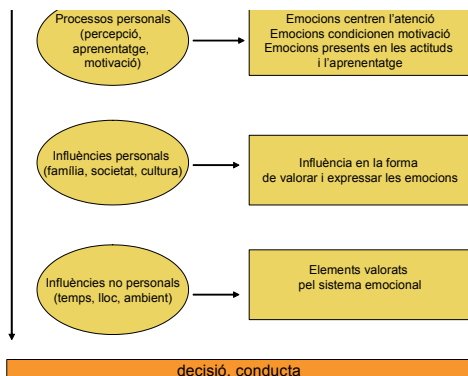 Processos personals
(percepció,
aprenentatge,
motivació)
Emocions centren l'atenció
Emocions condicionen motivació
Emocions presents en les actituds
i l'aprenentatge
Influències personals
(família, societat, cultura)
Influència en la forma
de valorar i expressar les emocions
Influències no personals
(temps, lloc, ambient)
Elements valorats
pel sistema emocional
decisió, conducta